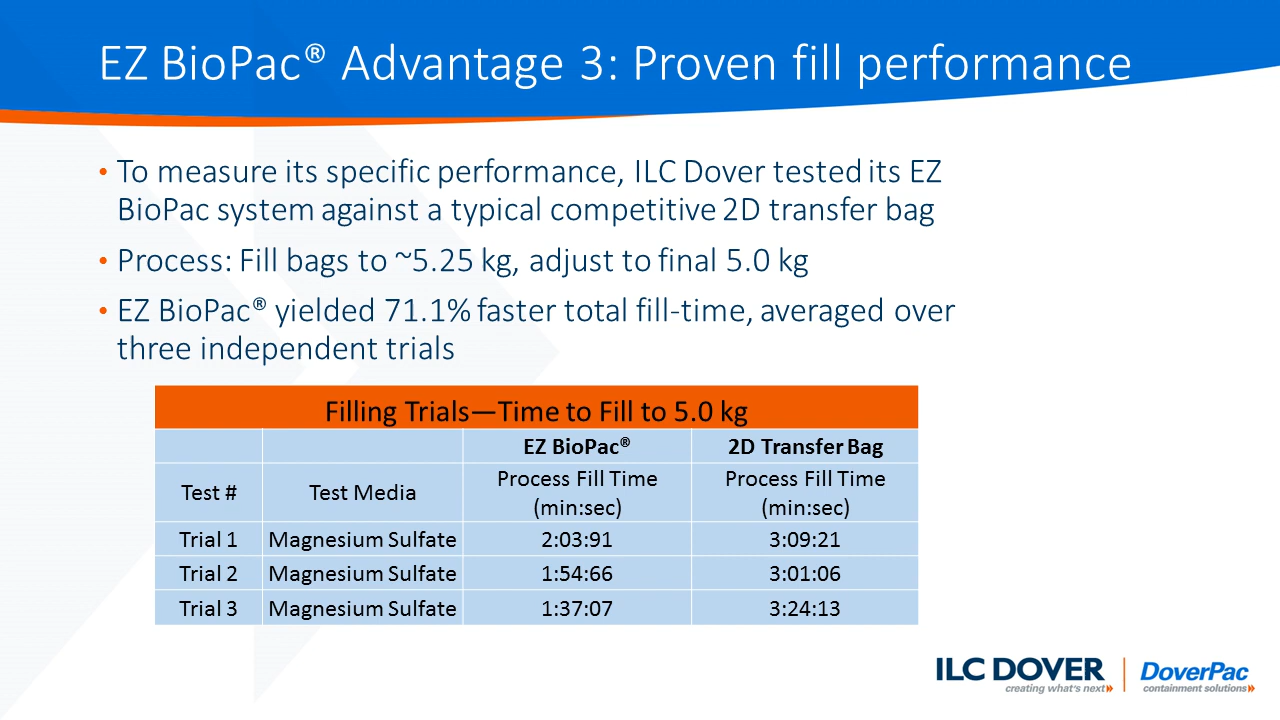 EZ BioPac® Advantage 3: Proven fill performance
• To measure its specific performance, ILC Dover tested its EZ
BioPac system against a typical competitive 2D transfer bag
• Process: Fill bags to ~5.25 kg, adjust to final 5.0 kg
• EZ BioPac® yielded 71.1% faster total fill-time, averaged over
three independent trials
Filling Trials—Time to Fill to 5.0 kg
EZ BioPac® 2D Transfer Bag
Test # Test Media Process Fill Time (min:sec) Process Fill Time (min:sec)
Trial 1 Magnesium Sulfate 2:03:91 3:09:21
Trial 2 Magnesium Sulfate 1:54:66 3:01:06
Trial 3 Magnesium Sulfate 1:37:07 3:24:13
ILC DOVER
creating what's next
DoverPac
containment solutions